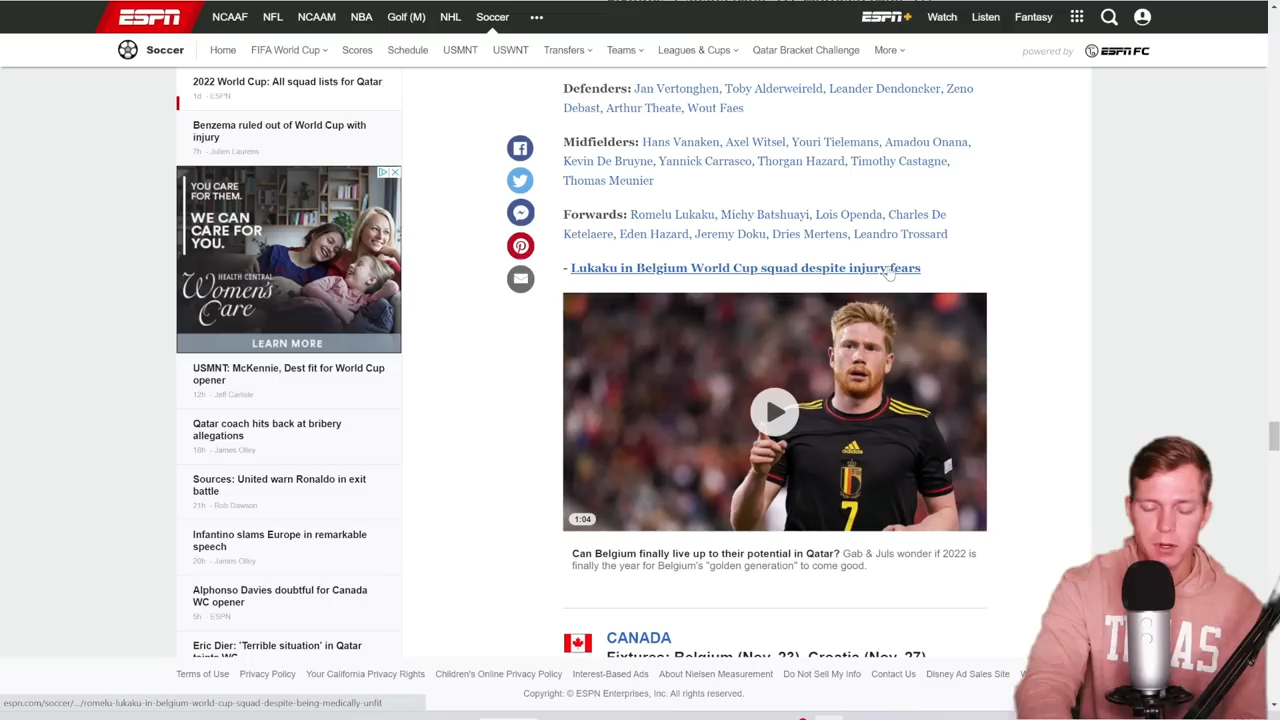 ESPN
NCAAF NFL NCAAM NBA Golf (M) NHL Soccer
ESPN+ Watch Listen Fantasy
Soccer Home FIFA World Cup Scores Schedule USMNT USWNT Transfers Teams Leagues & Cups Qatar Bracket Challenge More
powered by ESPN FC
2022 World Cup: All squad lists for Qatar
1d - ESPN
Benzema ruled out of World Cup with
injury
7h - Julien Laurens
YOU CARE
FOR THEM.
WE CAN
CARE FOR
YOU.
HEALTH CENTRAL
Women's
Care
LEARN MORE
USMNT: McKennie, Dest fit for World Cup
opener
12h - Jeff Carlisle
Qatar coach hits back at bribery
allegations
18h - James Olley
Sources: United warn Ronaldo in exit
battle
21h - Rob Dawson
Infantino slams Europe in remarkable
speech
20h - James Olley
Alphonso Davies doubtful for Canada
WC opener
5h - ESPN
Eric Dier: 'Terrible situation' in Qatar
Defenders: Jan Vertonghen, Toby Alderweireld, Leander Dendoncker, Zeno
Debast, Arthur Theate, Wout Faes
Midfielders: Hans Vanaken, Axel Witsel, Youri Tielemans, Amadou Onana,
Kevin De Bruyne, Yannick Carrasco, Thorgan Hazard, Timothy Castagne,
Thomas Meunier
Forwards: Romelu Lukaku, Michy Batshuayi, Lois Openda, Charles De
Ketelaere, Eden Hazard, Jeremy Doku, Dries Mertens, Leandro Trossard
- Lukaku in Belgium World Cup squad despite injury fears
adidas
7
1:04
Can Belgium finally live up to their potential in Qatar? Gab & Juls wonder if 2022 is
finally the year for Belgium's "golden generation" to come good.
CANADA
Fixtures: Belgium (Nov. 23), Croatia (Nov. 27)
TEXAS
Terms of Use Privacy Policy Your California Privacy Rights Children's Online Privacy Policy Interest-Based Ads About Nielsen Measurement Do Not Sell My Info Contact Us Disney Ad Sales Site
Copyright: © ESPN Enterprises, Inc. All rights reserved.
espn.com/soccer/.../romelu-lukaku-in-belgium-world-cup-squad-despite-being-medically-unfit